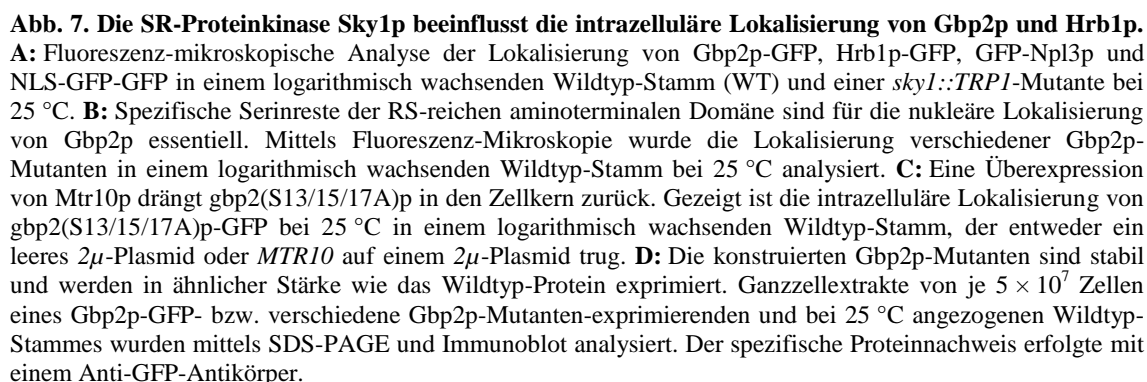 Abb. 7. Die SR-Proteinkinase Sky1p beeinflusst die intrazelluläre Lokalisierung von Gbp2p und Hrb1p.
A: Fluoreszenz-mikroskopische Analyse der Lokalisierung von Gbp2p-GFP, Hrb1p-GFP, GFP-Npl3p und
NLS-GFP-GFP in einem logarithmisch wachsenden Wildtyp-Stamm (WT) und einer sky1::TRP1-Mutante bei
25 °C. B: Spezifische Serinreste der RS-reichen aminoterminalen Domäne sind für die nukleäre Lokalisierung
von Gbp2p essentiell. Mittels Fluoreszenz-Mikroskopie wurde die Lokalisierung verschiedener Gbp2p-
Mutanten in einem logarithmisch wachsenden Wildtyp-Stamm bei 25 °C analysiert. C: Eine Überexpression
von Mtr10p drängt gbp2(S13/15/17A)p in den Zellkern zurück. Gezeigt ist die intrazelluläre Lokalisierung von
gbp2(S13/15/17A)p-GFP bei 25 °C in einem logarithmisch wachsenden Wildtyp-Stamm, der entweder ein
leeres 2µ-Plasmid oder MTR10 auf einem 2µ-Plasmid trug. D: Die konstruierten Gbp2p-Mutanten sind stabil
und werden in ähnlicher Stärke wie das Wildtyp-Protein exprimiert. Ganzzellextrakte von je 5 × 10⁷ Zellen
eines Gbp2p-GFP- bzw. verschiedene Gbp2p-Mutanten-exprimierenden und bei 25 °C angezogenen Wildtyp-
Stammes wurden mittels SDS-PAGE und Immunoblot analysiert. Der spezifische Proteinnachweis erfolgte mit
einem Anti-GFP-Antikörper.